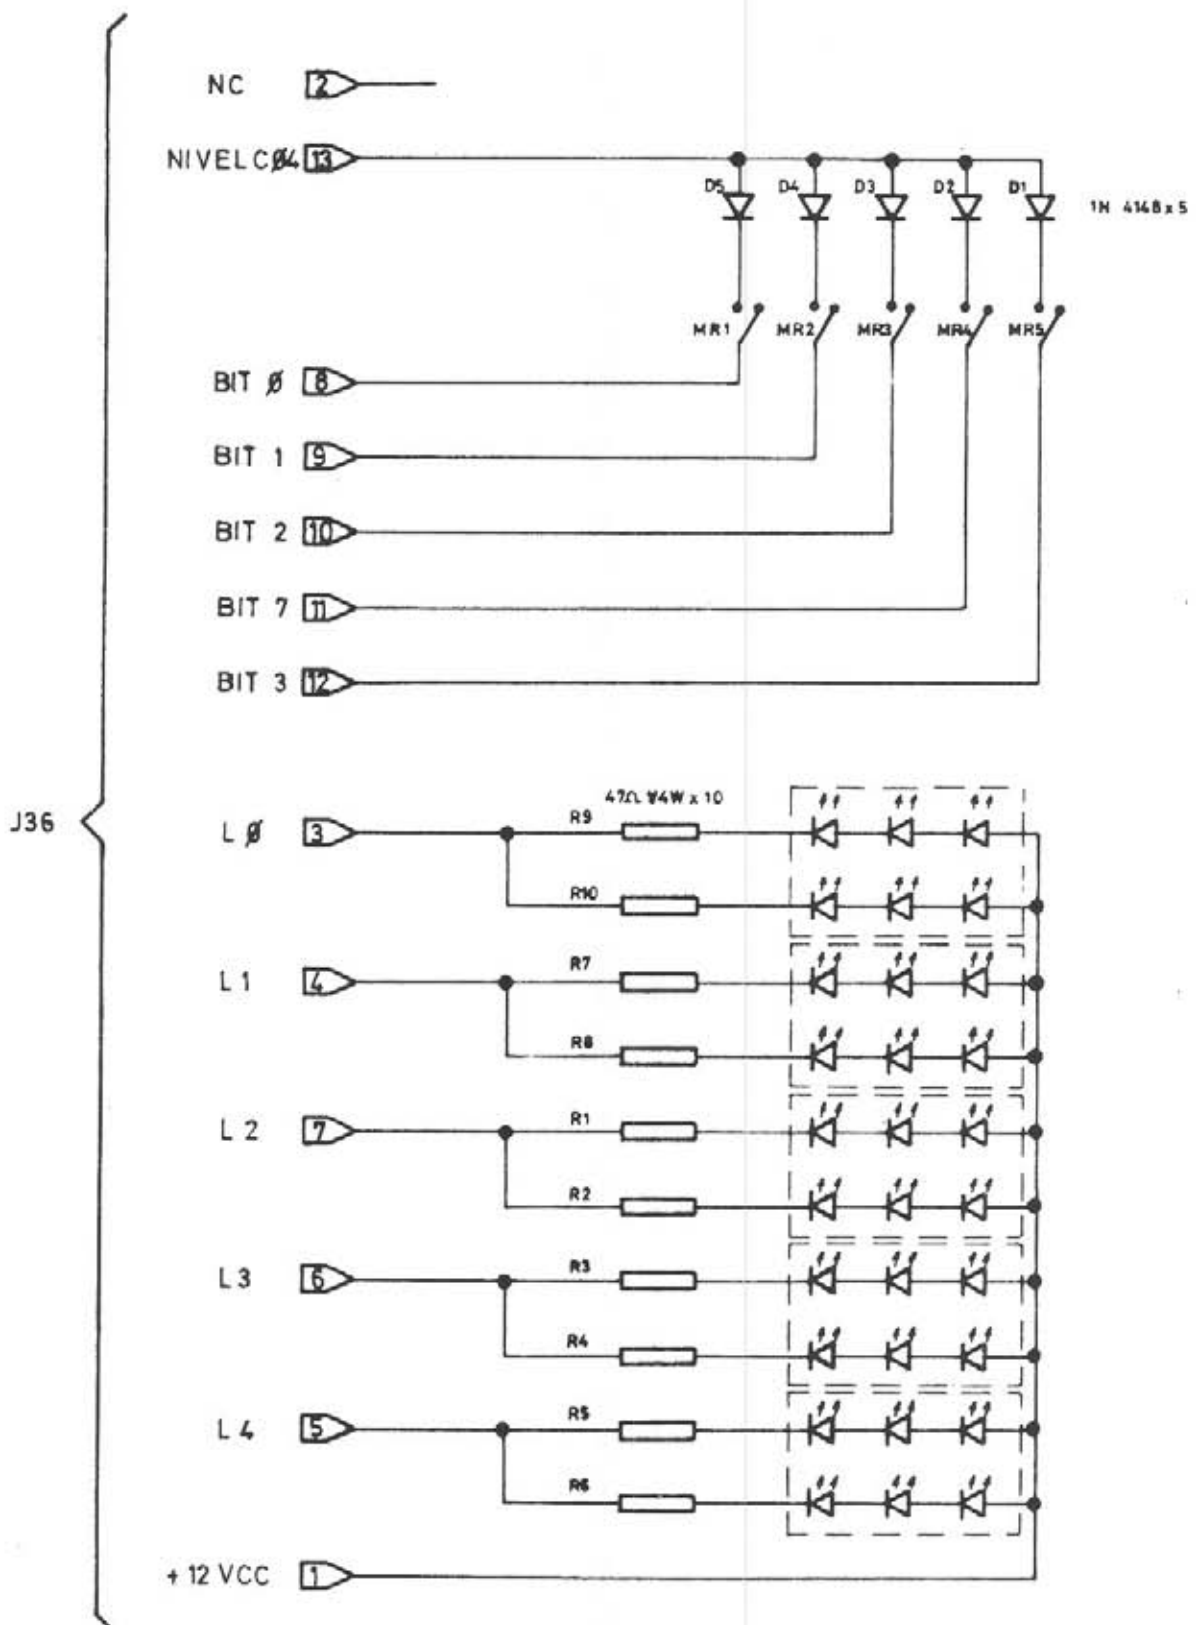 NC 2
NIVELCØ4 13
D5 D4 D3 D2 D1 1N 4148 x 5
MR1 MR2 MR3 MR4 MR5
BIT Ø 8
BIT 1 9
BIT 2 10
BIT 7 11
BIT 3 12
47Ω 1/4W x 10
J36
L Ø 3 R9
R10
L 1 4 R7
R8
L 2 7 R1
R2
L 3 6 R3
R4
L 4 5 R5
R6
+ 12 VCC 1